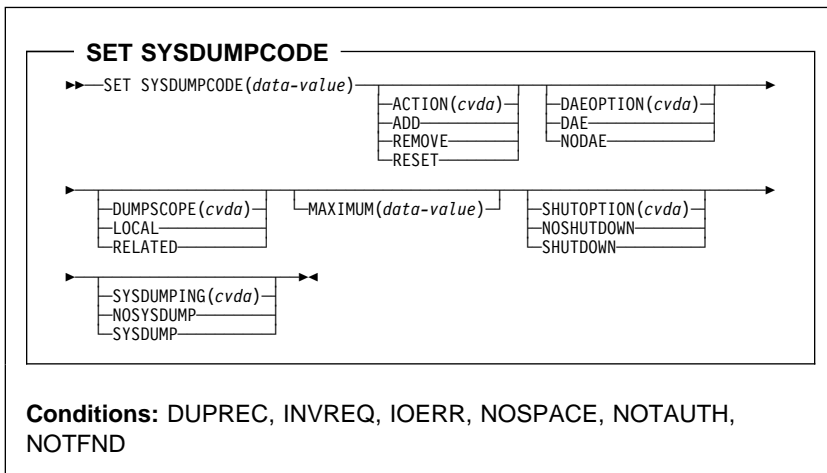 SET SYSDUMPCODE
SET SYSDUMPCODE(data-value)
ACTION(cvda)
ADD
REMOVE
RESET
DAEOPTION(cvda)
DAE
NODAE
DUMPSCOPE(cvda)
LOCAL
RELATED
MAXIMUM(data-value)
SHUTOPTION(cvda)
NOSHUTDOWN
SHUTDOWN
SYSDUMPING(cvda)
NOSYSDUMP
SYSDUMP
Conditions: DUPREC, INVREQ, IOERR, NOSPACE, NOTAUTH,
NOTFND